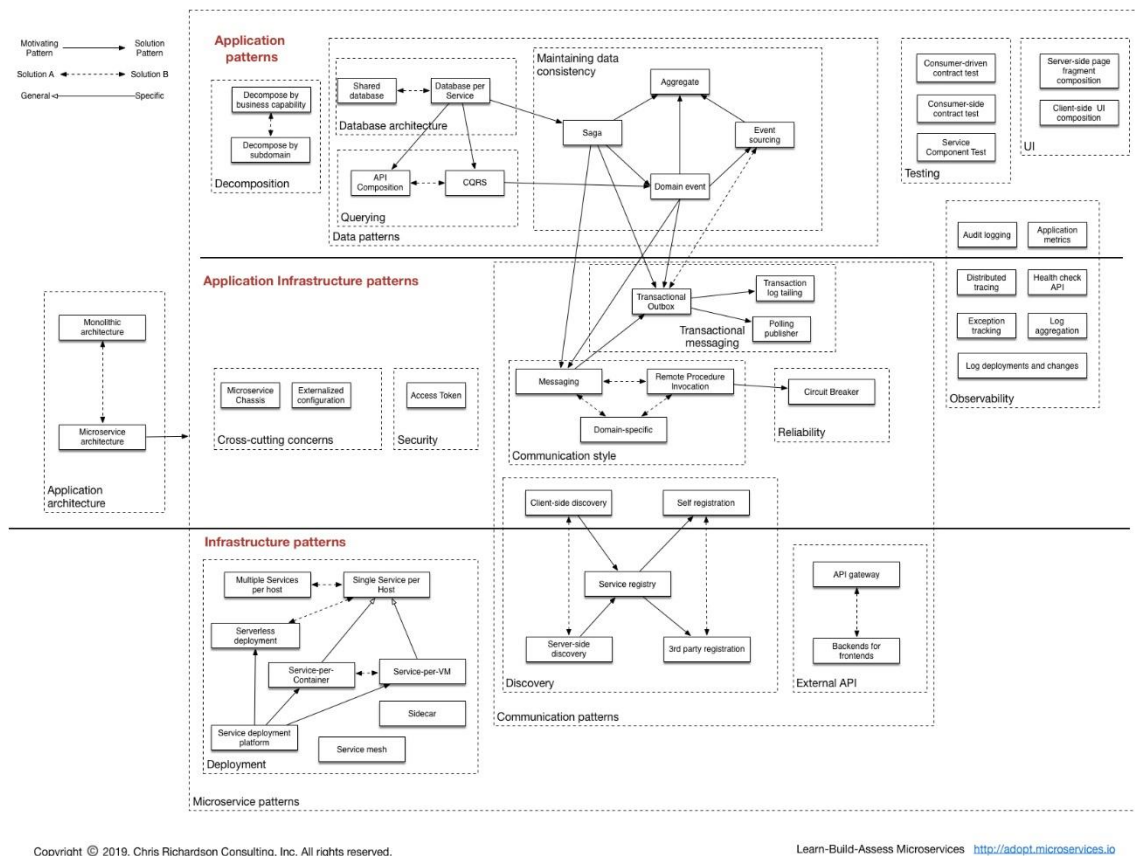 Motivating
Pattern
Solution
Pattern
Solution A
Solution B
General
Specific
Application
patterns
Decompose by
business capability
Decompose by
subdomain
Decomposition
Shared
database
Database per
Service
Database architecture
API
Composition
CQRS
Querying
Data patterns
Maintaining data
consistency
Aggregate
Saga
Event
sourcing
Domain event
Consumer-driven
contract test
Consumer-side
contract test
Service
Component Test
Testing
Server-side page
fragment
composition
Client-side UI
composition
UI
Audit logging
Application
metrics
Distributed
tracing
Health check
API
Exception
tracking
Log
aggregation
Log deployments and changes
Observability
Application Infrastructure patterns
Monolithic
architecture
Microservice
architecture
Application
architecture
Microservice
Chassis
Externalized
configuration
Cross-cutting concerns
Access Token
Security
Transactional
Outbox
Transaction
log tailing
Polling
publisher
Transactional
messaging
Messaging
Remote Procedure
Invocation
Domain-specific
Communication style
Circuit Breaker
Reliability
Client-side discovery
Self registration
Service registry
Server-side
discovery
3rd party registration
Discovery
Communication patterns
API gateway
Backends for
frontends
External API
Infrastructure patterns
Multiple Services
per host
Single Service per
Host
Serverless
deployment
Service-per-
Container
Service-per-VM
Sidecar
Service deployment
platform
Service mesh
Deployment
Microservice patterns
Copyright © 2019. Chris Richardson Consulting, Inc. All rights reserved.
Learn-Build-Assess Microservices http://adopt.microservices.io